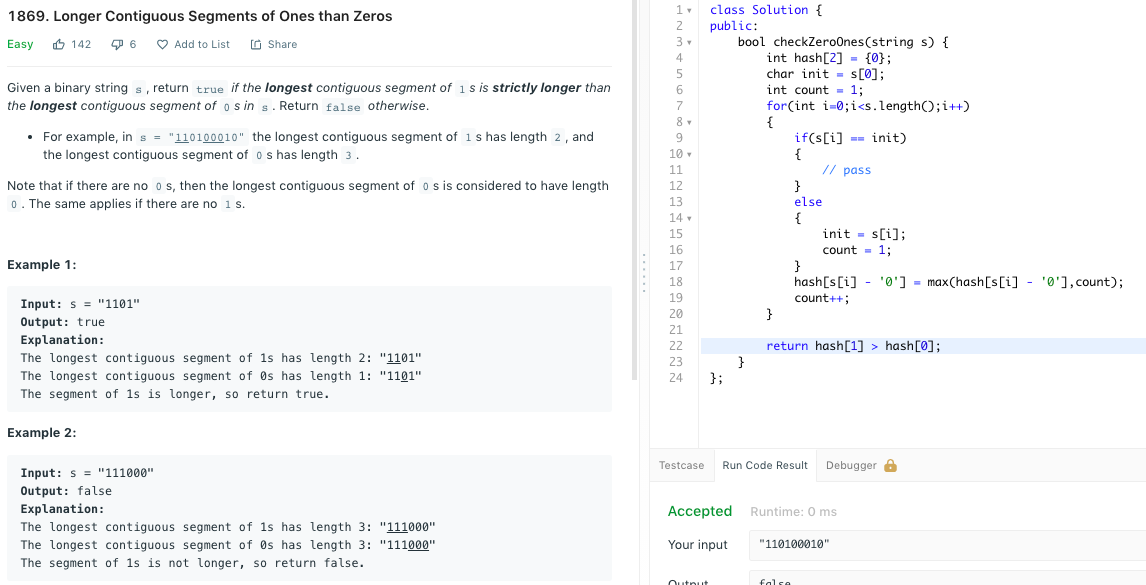 1869. Longer Contiguous Segments of Ones than Zeros
Easy 142 6 Add to List Share
Given a binary string s, return true if the longest contiguous segment of 1s is strictly longer than
the longest contiguous segment of 0s in s. Return false otherwise.
• For example, in s = "110100010" the longest contiguous segment of 1s has length 2, and
the longest contiguous segment of 0s has length 3.
Note that if there are no 0s, then the longest contiguous segment of 0s is considered to have length
0. The same applies if there are no 1s.
Example 1:
Input: s = "1101"
Output: true
Explanation:
The longest contiguous segment of 1s has length 2: "1101"
The longest contiguous segment of 0s has length 1: "1101"
The segment of 1s is longer, so return true.
Example 2:
Input: s = "111000"
Output: false
Explanation:
The longest contiguous segment of 1s has length 3: "111000"
The longest contiguous segment of 0s has length 3: "111000"
The segment of 1s is not longer, so return false.
1 class Solution {
2 public:
3 bool checkZeroOnes(string s) {
4 int hash[2] = {0};
5 char init = s[0];
6 int count = 1;
7 for(int i=0;i<s.length();i++)
8 {
9 if(s[i] == init)
10 {
11 // pass
12 }
13 else
14 {
15 init = s[i];
16 count = 1;
17 }
18 hash[s[i] - '0'] = max(hash[s[i] - '0'],count);
19 count++;
20 }
21
22 return hash[1] > hash[0];
23 }
24 };
Testcase Run Code Result Debugger
Accepted Runtime: 0 ms
Your input "110100010"
Output false